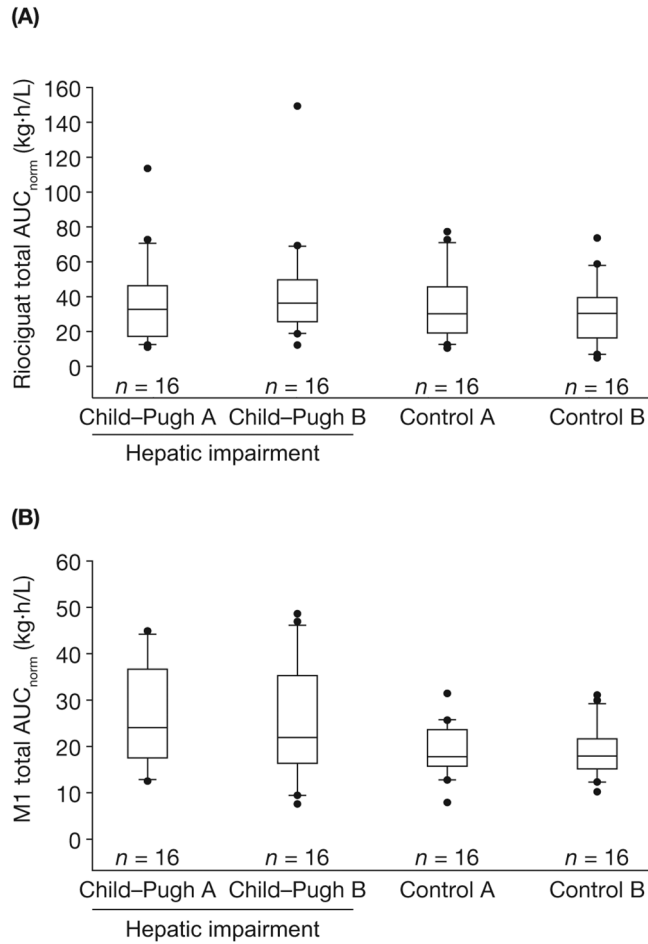 (A)
Riociguat total AUCnorm (kg·h/L)
160
140
120
100
80
60
40
20
0
n = 16 n = 16 n = 16 n = 16
Child–Pugh A Child–Pugh B Control A Control B
Hepatic impairment
(B)
M1 total AUCnorm (kg·h/L)
60
50
40
30
20
10
0
n = 16 n = 16 n = 16 n = 16
Child–Pugh A Child–Pugh B Control A Control B
Hepatic impairment